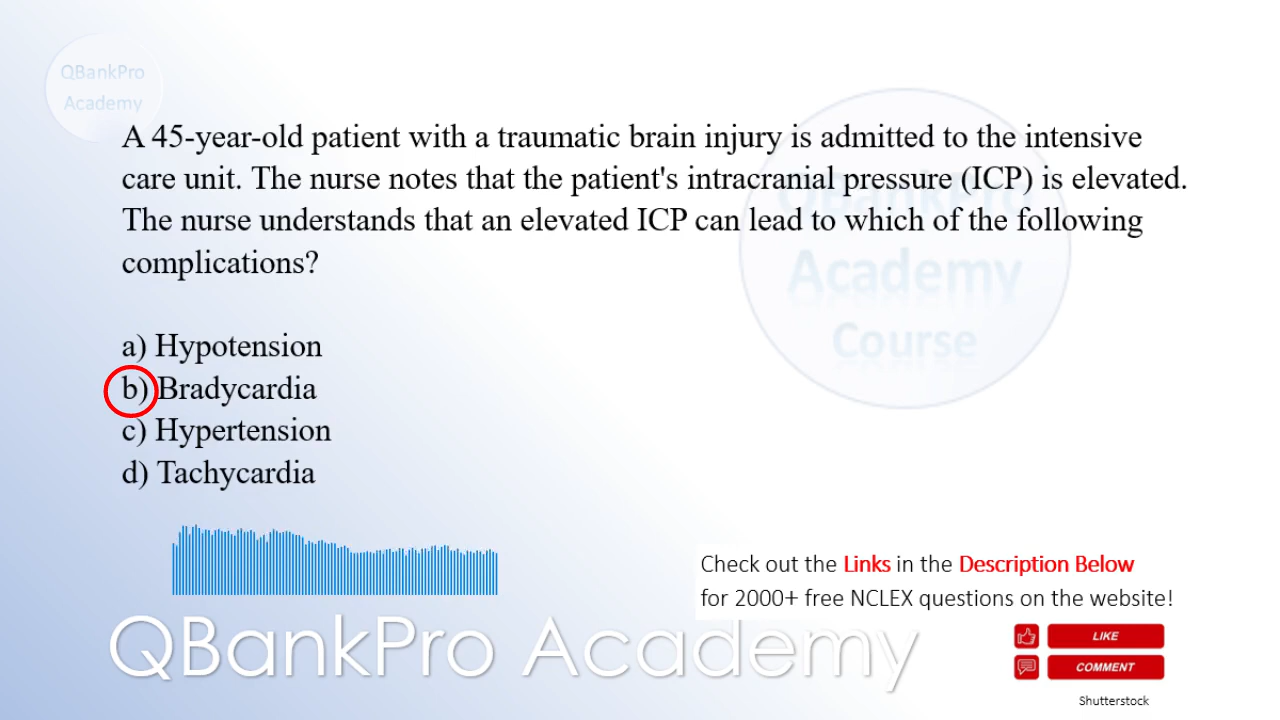 QBankPro
Academy
A 45-year-old patient with a traumatic brain injury is admitted to the intensive
care unit. The nurse notes that the patient's intracranial pressure (ICP) is elevated.
The nurse understands that an elevated ICP can lead to which of the following
complications?
QBankPro
Academy
Course
a) Hypotension
b) Bradycardia
c) Hypertension
d) Tachycardia
Check out the Links in the Description Below
for 2000+ free NCLEX questions on the website!
QBankPro Academy
LIKE
COMMENT
Shutterstock